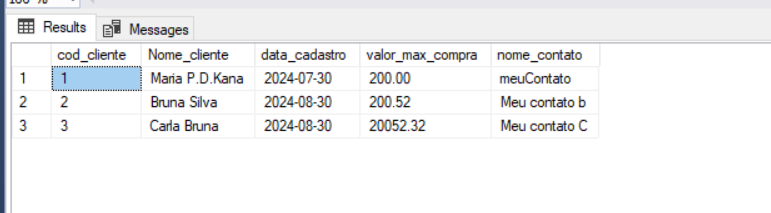 Results Messages
cod_cliente Nome_cliente data_cadastro valor_max_compra nome_contato
1 1 Maria P.D.Kana 2024-07-30 200.00 meuContato
2 2 Bruna Silva 2024-08-30 200.52 Meu contato b
3 3 Carla Bruna 2024-08-30 20052.32 Meu contato C